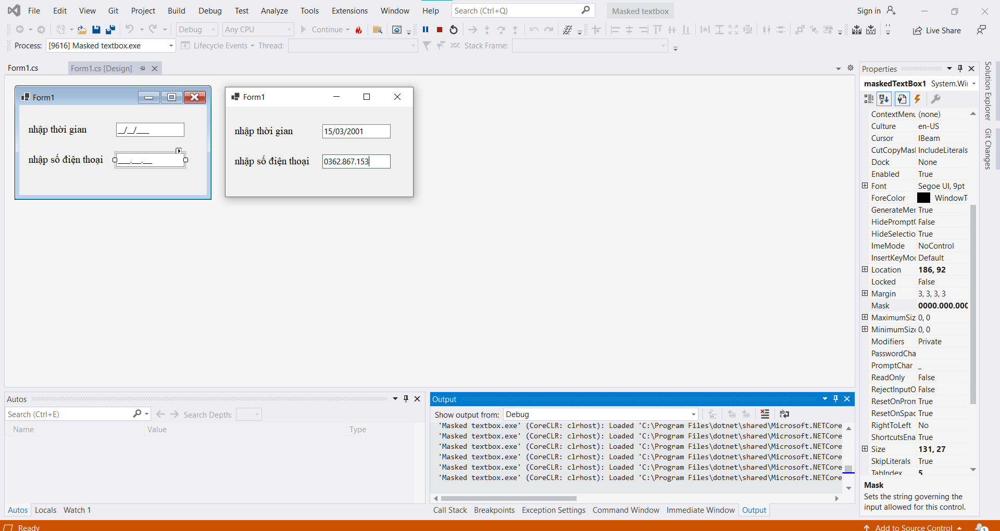 File Edit View Git Project Build Debug Test Analyze Tools Extensions Window Help Search (Ctrl+Q) Masked textbox Sign in
Debug Any CPU Continue Live Share
Process: [9616] Masked textbox.exe Lifecycle Events Thread: Stack Frame:
Form1.cs Form1.cs [Design]
Form1
nhập thời gian __/__/____
nhập số điện thoại ____.___.___
Form1
nhập thời gian 15/03/2001
nhập số điện thoại 0362.867.153
Properties
maskedTextBox1 System.Wi
ContextMenu (none)
Culture en-US
Cursor IBeam
CutCopyMas IncludeLiterals
Dock None
Enabled True
Font Segoe UI, 9pt
ForeColor WindowT
GenerateMer True
HidePrompt False
HideSelectio True
ImeMode NoControl
InsertKeyMo Default
Location 186, 92
Locked False
Margin 3, 3, 3, 3
Mask 0000.000.000
MaximumSiz 0, 0
MinimumSize 0, 0
Modifiers Private
PasswordCha
PromptChar _
ReadOnly False
RejectInputO False
ResetOnPron True
ResetOnSpac True
RightToLeft No
ShortcutsEna True
Size 131, 27
SkipLiterals True
TabIndex 5
Mask
Sets the string governing the
input allowed for this control.
Solution Explorer
Git Changes
Autos
Search (Ctrl+E) Search Depth:
Name Value Type
Autos Locals Watch 1
Output
Show output from: Debug
'Masked textbox.exe' (CoreCLR: clrhost): Loaded 'C:\Program Files\dotnet\shared\Microsoft.NETCore
'Masked textbox.exe' (CoreCLR: clrhost): Loaded 'C:\Program Files\dotnet\shared\Microsoft.NETCore
'Masked textbox.exe' (CoreCLR: clrhost): Loaded 'C:\Program Files\dotnet\shared\Microsoft.NETCore
'Masked textbox.exe' (CoreCLR: clrhost): Loaded 'C:\Program Files\dotnet\shared\Microsoft.NETCore
'Masked textbox.exe' (CoreCLR: clrhost): Loaded 'C:\Program Files\dotnet\shared\Microsoft.NETCore
'Masked textbox.exe' (CoreCLR: clrhost): Loaded 'C:\Program Files\dotnet\shared\Microsoft.NETCore
Call Stack Breakpoints Exception Settings Command Window Immediate Window Output
Ready Add to Source Control 1